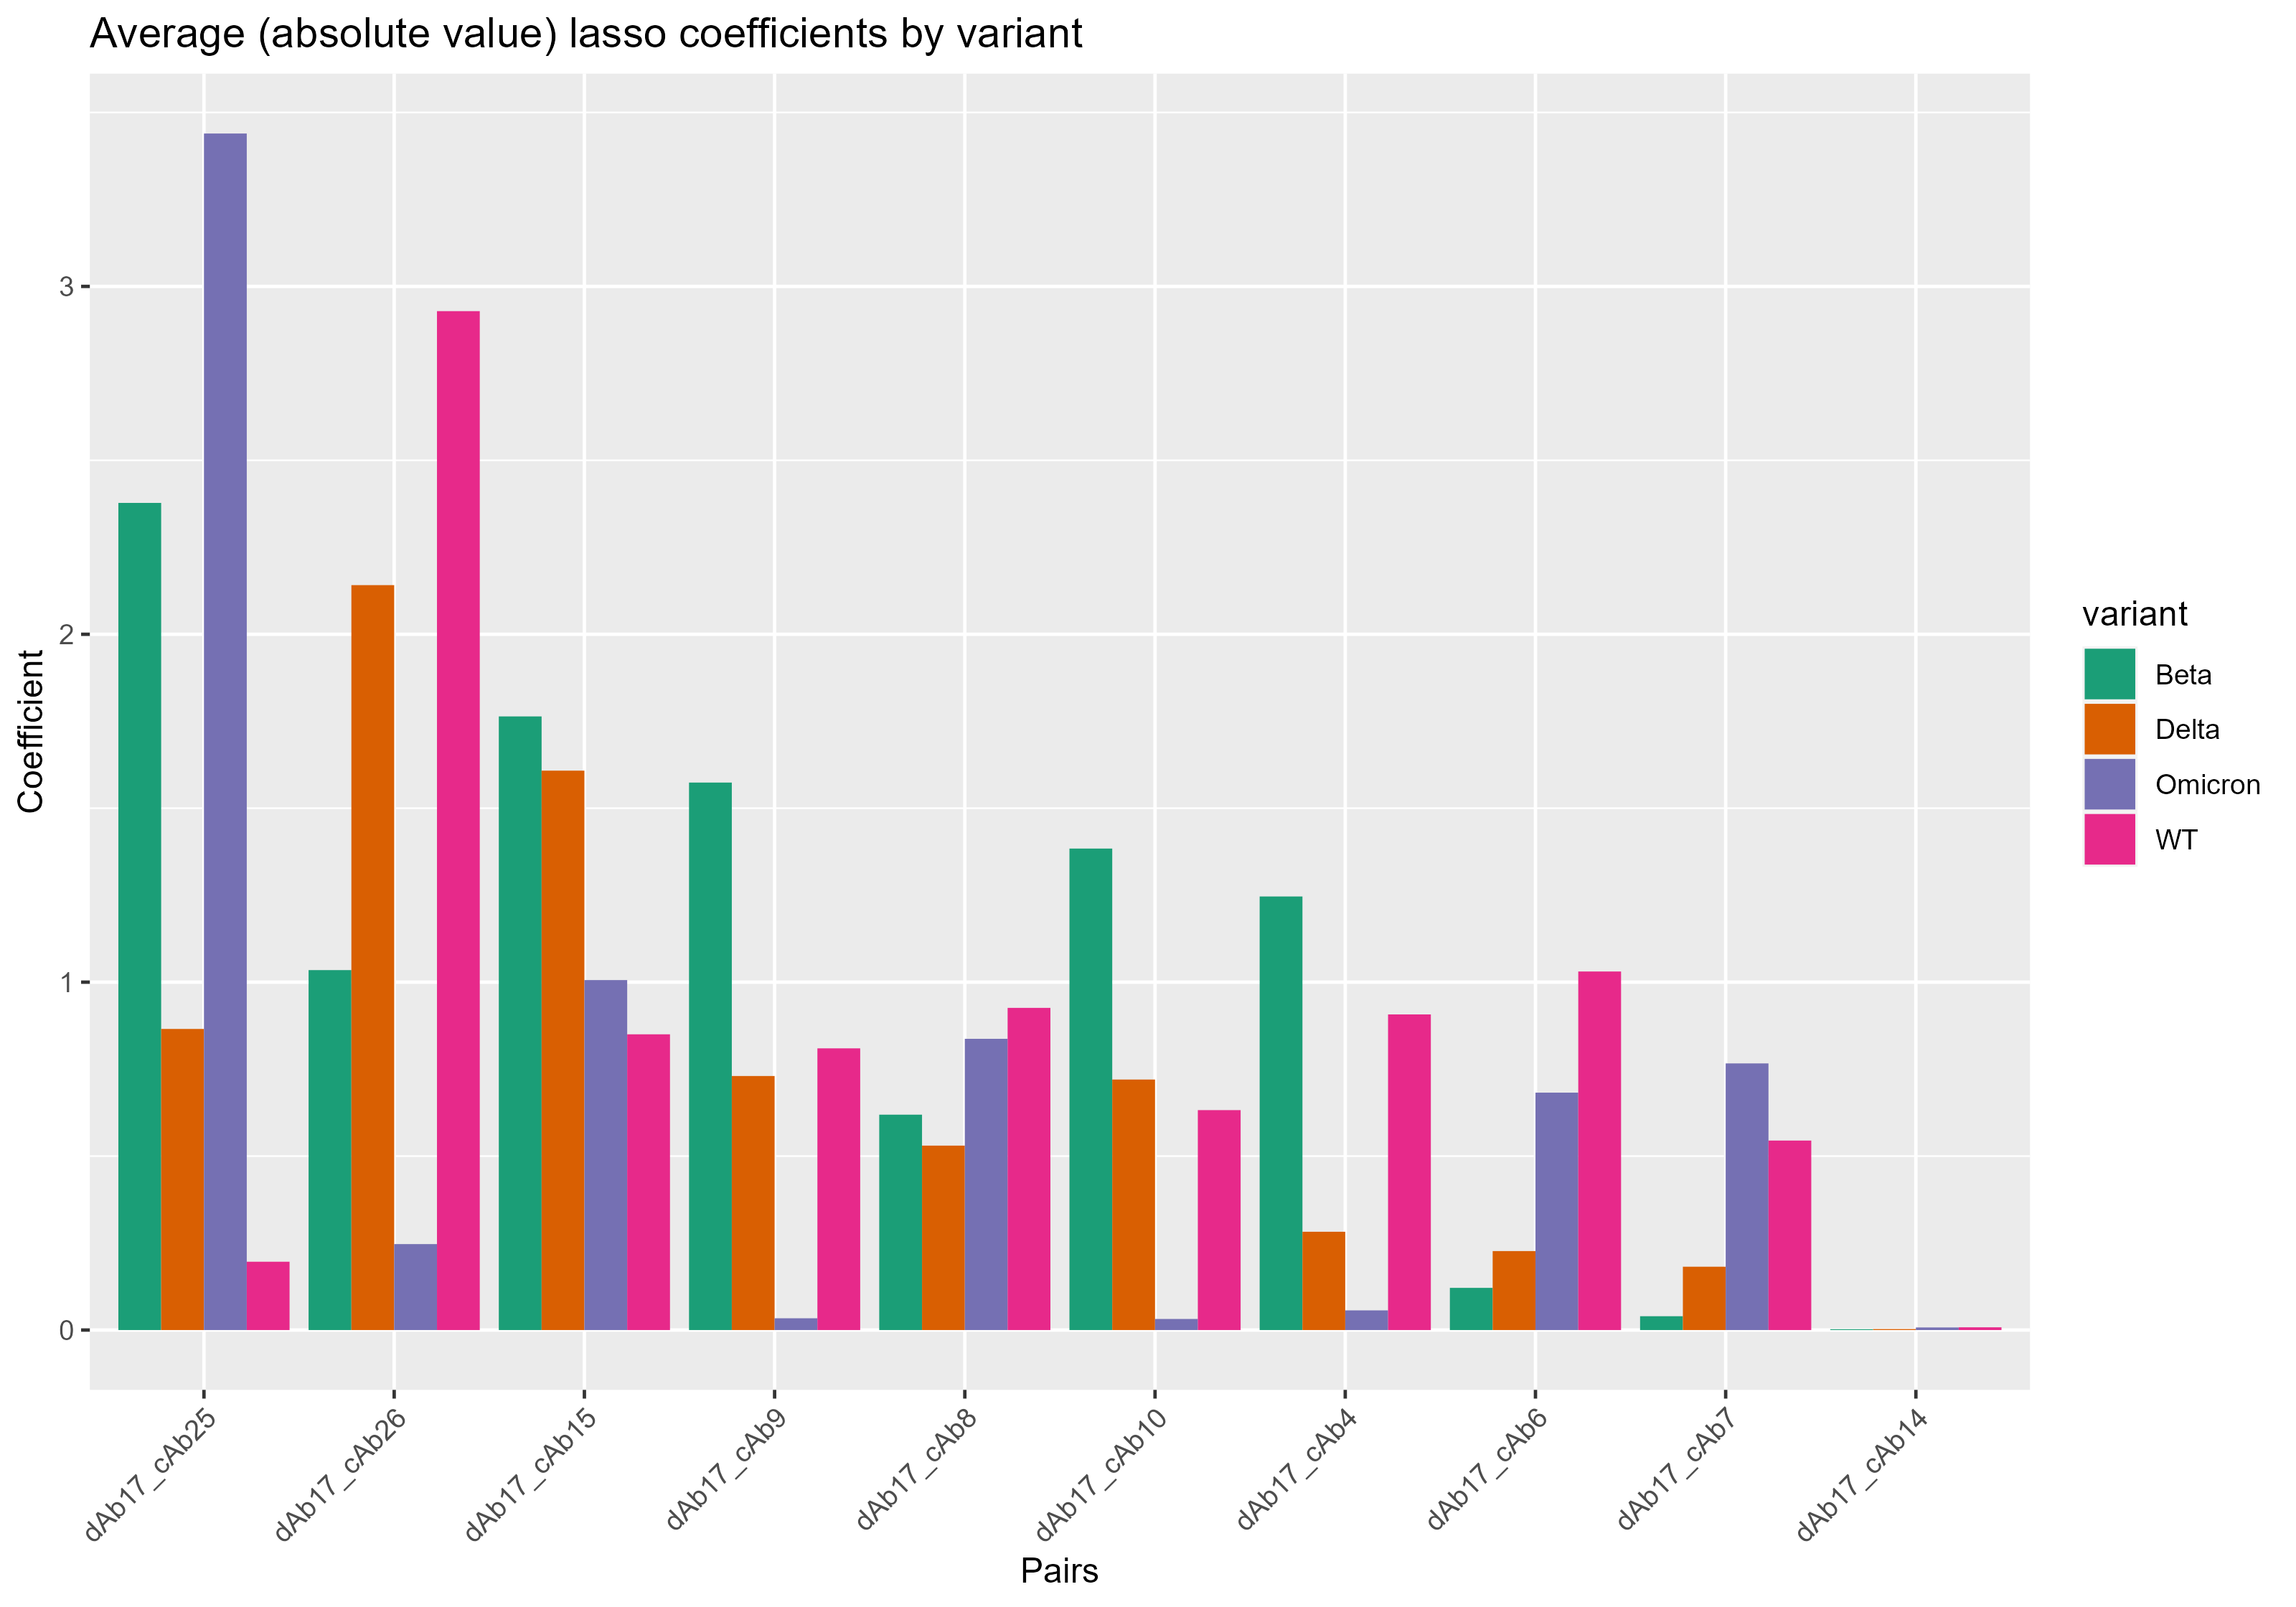 Average (absolute value) lasso coefficients by variant
Coefficient
3
2
1
0
dAb17_cAb25
dAb17_cAb26
dAb17_cAb15
dAb17_cAb9
dAb17_cAb8
dAb17_cAb10
dAb17_cAb4
dAb17_cAb6
dAb17_cAb7
dAb17_cAb14
Pairs
variant
Beta
Delta
Omicron
WT